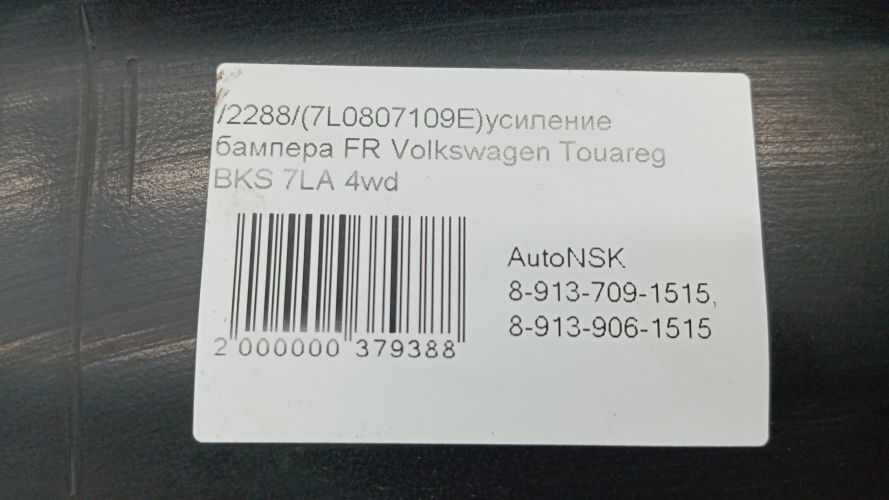 /2288/(7L0807109E)усиление
бампера FR Volkswagen Touareg
BKS 7LA 4wd
AutoNSK
8-913-709-1515,
8-913-906-1515
2 000000 379388